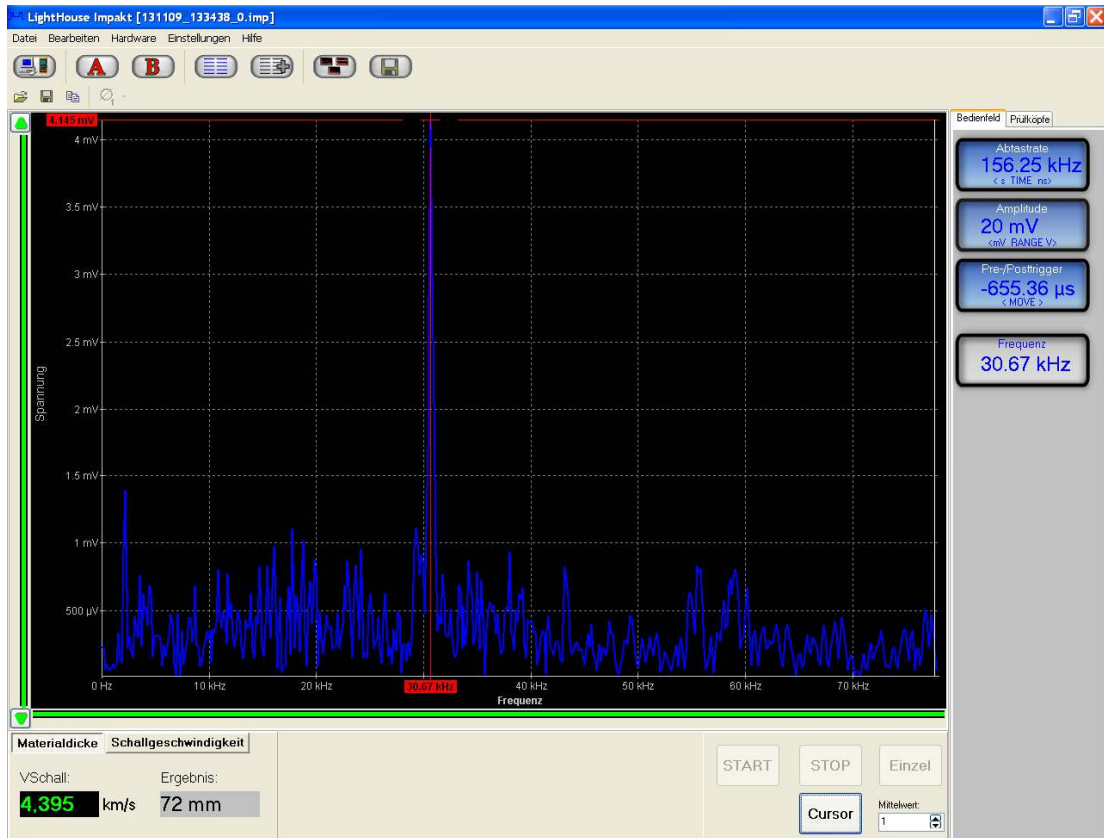 LightHouse Impakt [131109_133438_0.imp]
Datei Bearbeiten Hardware Einstellungen Hilfe
A B
4.145 mV
4 mV
3.5 mV
3 mV
2.5 mV
2 mV
1.5 mV
1 mV
500 µV
Spannung
0 Hz 10 kHz 20 kHz 30.67 kHz 40 kHz 50 kHz 60 kHz 70 kHz
Frequenz
Bedienfeld Prüfköpfe
Abtastrate
156.25 kHz
< s TIME ns>
Amplitude
20 mV
<mV RANGE V>
Pre-/Posttrigger
-655.36 µs
< MOVE >
Frequenz
30.67 kHz
Materialdicke Schallgeschwindigkeit
VSchall: Ergebnis:
4,395 km/s 72 mm
START STOP Einzel
Cursor
Mittelwert:
1